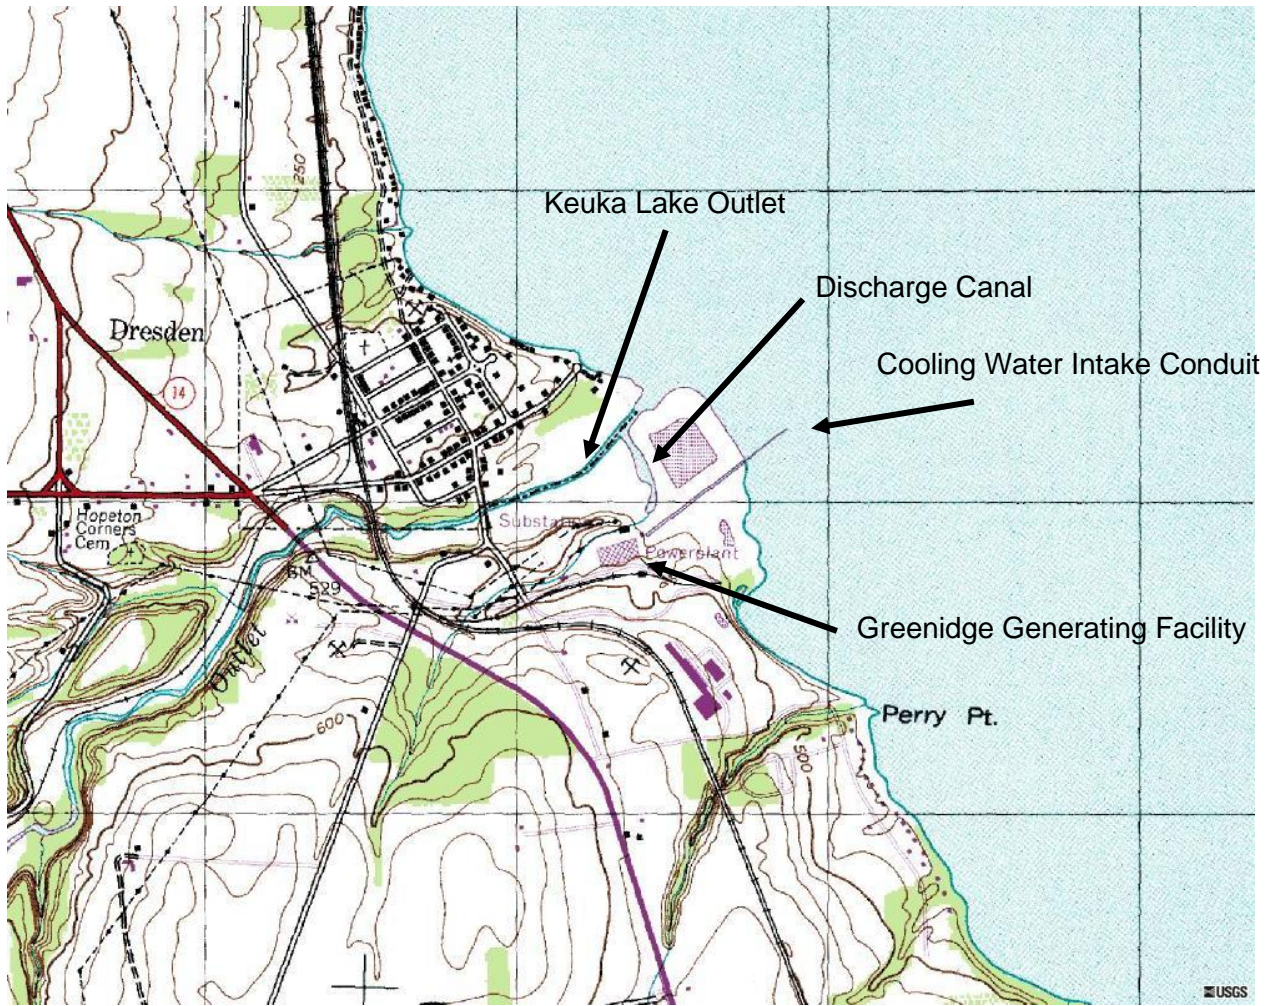 250
Keuka Lake Outlet
Discharge Canal
Dresden
Cooling Water Intake Conduit
14
Hopeton
Corners
Cem
Substation
Powerplant
BM
529
Greenidge Generating Facility
Outlet
600
Perry Pt.
500
USGS